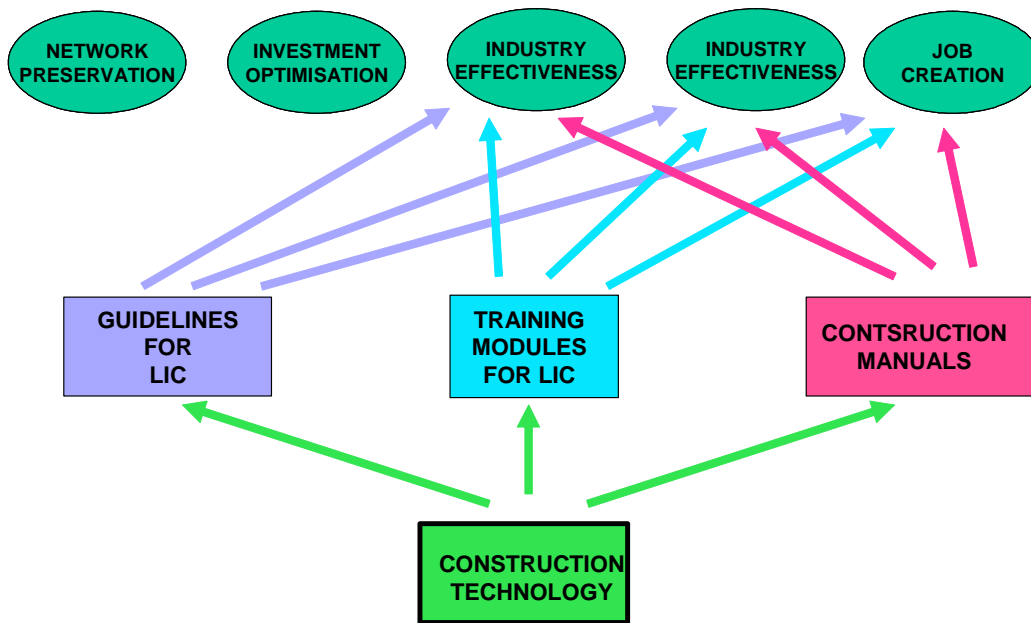 NETWORK
PRESERVATION
INVESTMENT
OPTIMISATION
INDUSTRY
EFFECTIVENESS
INDUSTRY
EFFECTIVENESS
JOB
CREATION
GUIDELINES
FOR
LIC
TRAINING
MODULES
FOR LIC
CONTSRUCTION
MANUALS
CONSTRUCTION
TECHNOLOGY